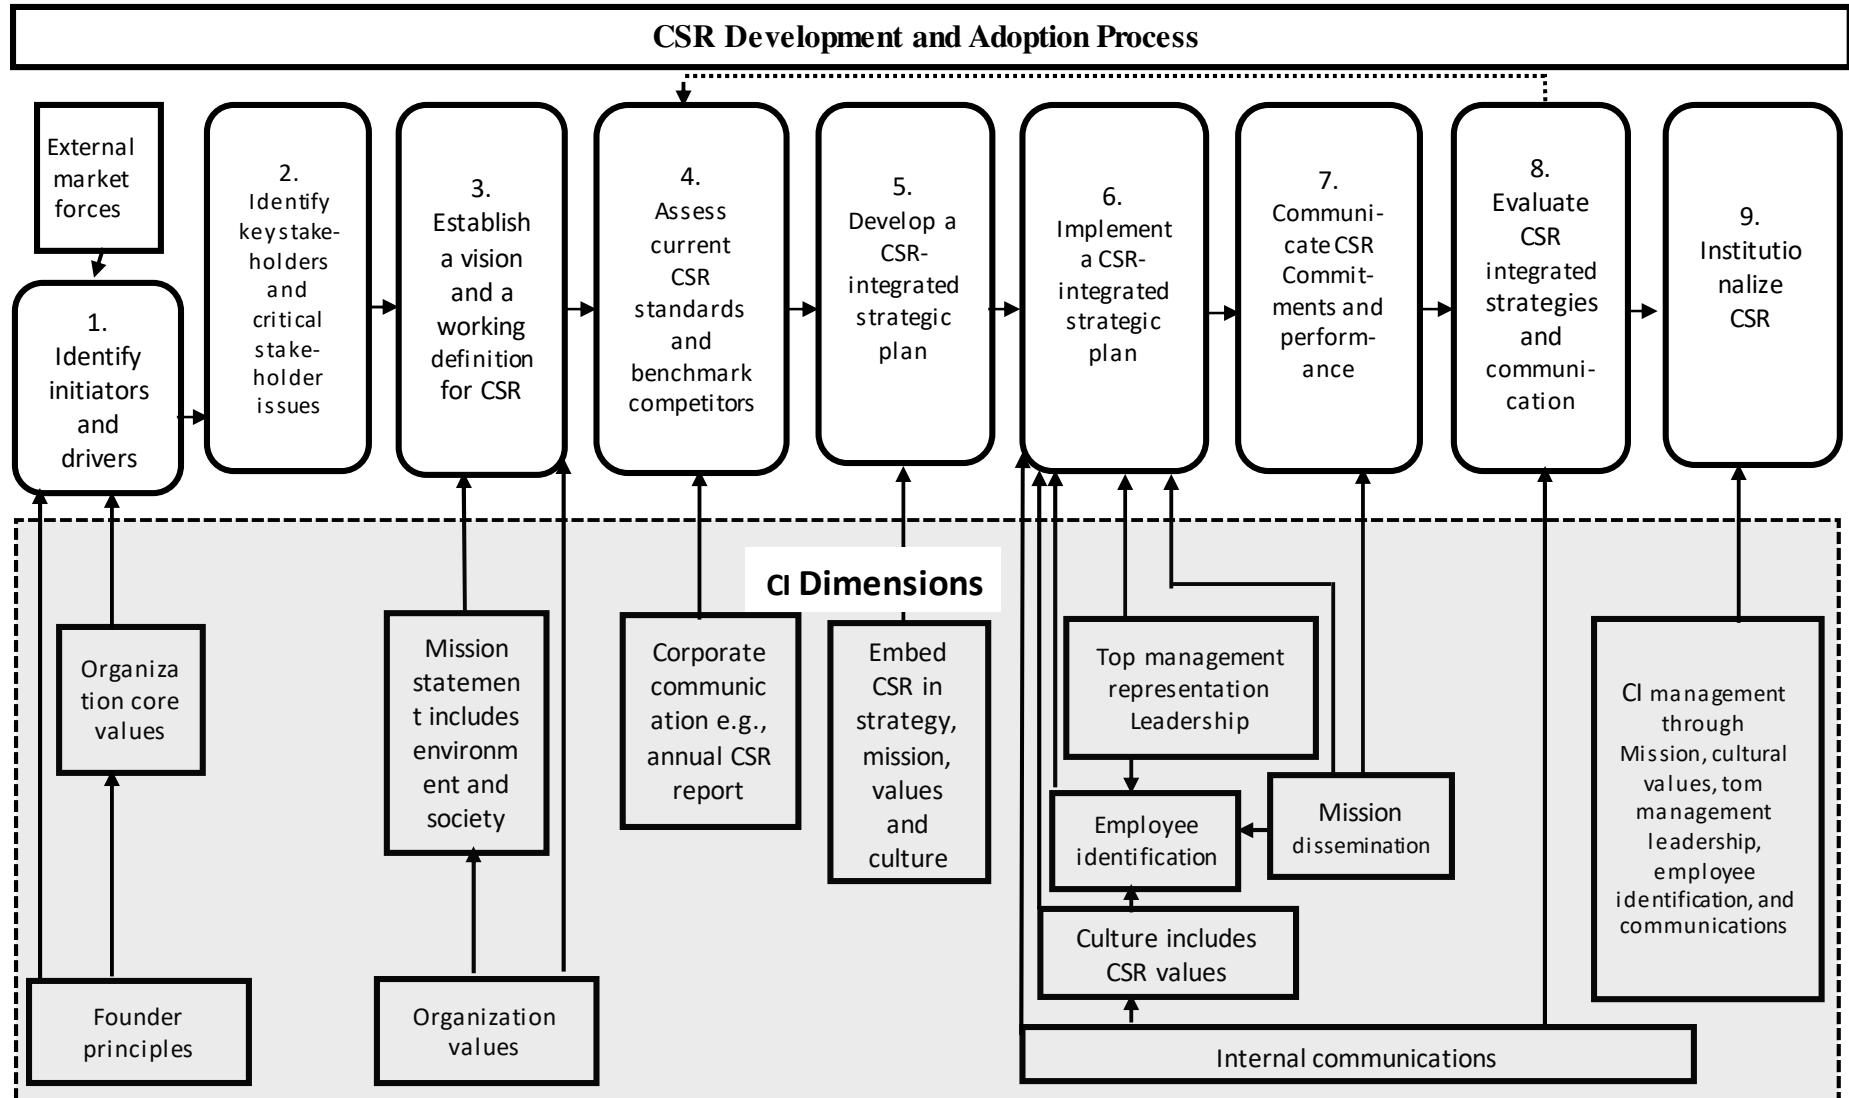 CSR Development and Adoption Process
External
market
forces
1.
Identify
initiators
and
drivers
2.
Identify
key stake-
holders
and
critical
stake-
holder
issues
3.
Establish
a vision
and a
working
definition
for CSR
4.
Assess
current
CSR
standards
and
benchmark
competitors
5.
Develop a
CSR-
integrated
strategic
plan
6.
Implement
a CSR-
integrated
strategic
plan
7.
Communi-
cate CSR
Commit-
ments and
perform-
ance
8.
Evaluate
CSR
integrated
strategies
and
communi-
cation
9.
Institutio
nalize
CSR
CI Dimensions
Organiza
tion core
values
Founder
principles
Mission
statemen
t includes
environm
ent and
society
Organization
values
Corporate
communic
ation e.g.,
annual CSR
report
Embed
CSR in
strategy,
mission,
values
and
culture
Top management
representation
Leadership
Employee
identification
Mission
dissemination
Culture includes
CSR values
Internal communications
CI management
through
Mission, cultural
values, tom
management
leadership,
employee
identification, and
communications